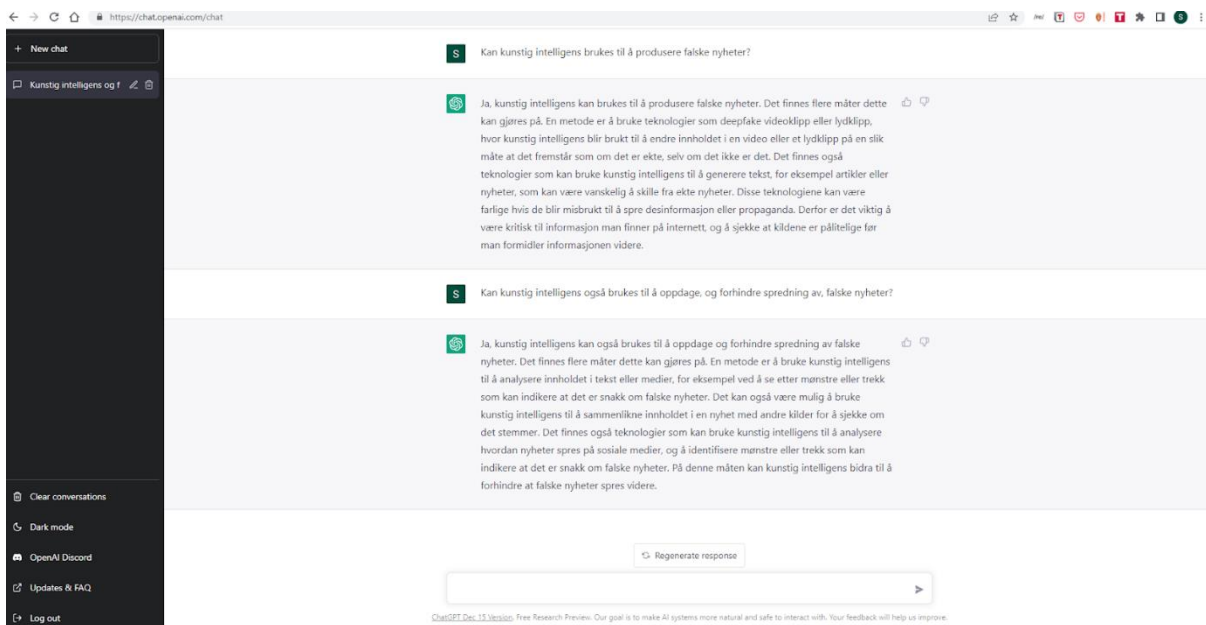 https://chat.openai.com/chat
S
+ New chat
Kunstig intelligens og f
Clear conversations
Dark mode
OpenAI Discord
Updates & FAQ
Log out
S
Kan kunstig intelligens brukes til å produsere falske nyheter?
Ja, kunstig intelligens kan brukes til å produsere falske nyheter. Det finnes flere måter dette
kan gjøres på. En metode er å bruke teknologier som deepfake videoklipp eller lydklipp,
hvor kunstig intelligens blir brukt til å endre innholdet i en video eller et lydklipp på en slik
måte at det fremstår som om det er ekte, selv om det ikke er det. Det finnes også
teknologier som kan bruke kunstig intelligens til å generere tekst, for eksempel artikler eller
nyheter, som kan være vanskelig å skille fra ekte nyheter. Disse teknologiene kan være
farlige hvis de blir misbrukt til å spre desinformasjon eller propaganda. Derfor er det viktig å
være kritisk til informasjon man finner på internett, og å sjekke at kildene er pålitelige før
man formidler informasjonen videre.
S
Kan kunstig intelligens også brukes til å oppdage, og forhindre spredning av, falske nyheter?
Ja, kunstig intelligens kan også brukes til å oppdage og forhindre spredning av falske
nyheter. Det finnes flere måter dette kan gjøres på. En metode er å bruke kunstig intelligens
til å analysere innholdet i tekst eller medier, for eksempel ved å se etter mønstre eller trekk
som kan indikere at det er snakk om falske nyheter. Det kan også være mulig å bruke
kunstig intelligens til å sammenlikne innholdet i en nyhet med andre kilder for å sjekke om
det stemmer. Det finnes også teknologier som kan bruke kunstig intelligens til å analysere
hvordan nyheter spres på sosiale medier, og å identifisere mønstre eller trekk som kan
indikere at det er snakk om falske nyheter. På denne måten kan kunstig intelligens bidra til å
forhindre at falske nyheter spres videre.
Regenerate response
ChatGPT Dec 15 Version. Free Research Preview. Our goal is to make AI systems more natural and safe to interact with. Your feedback will help us improve.